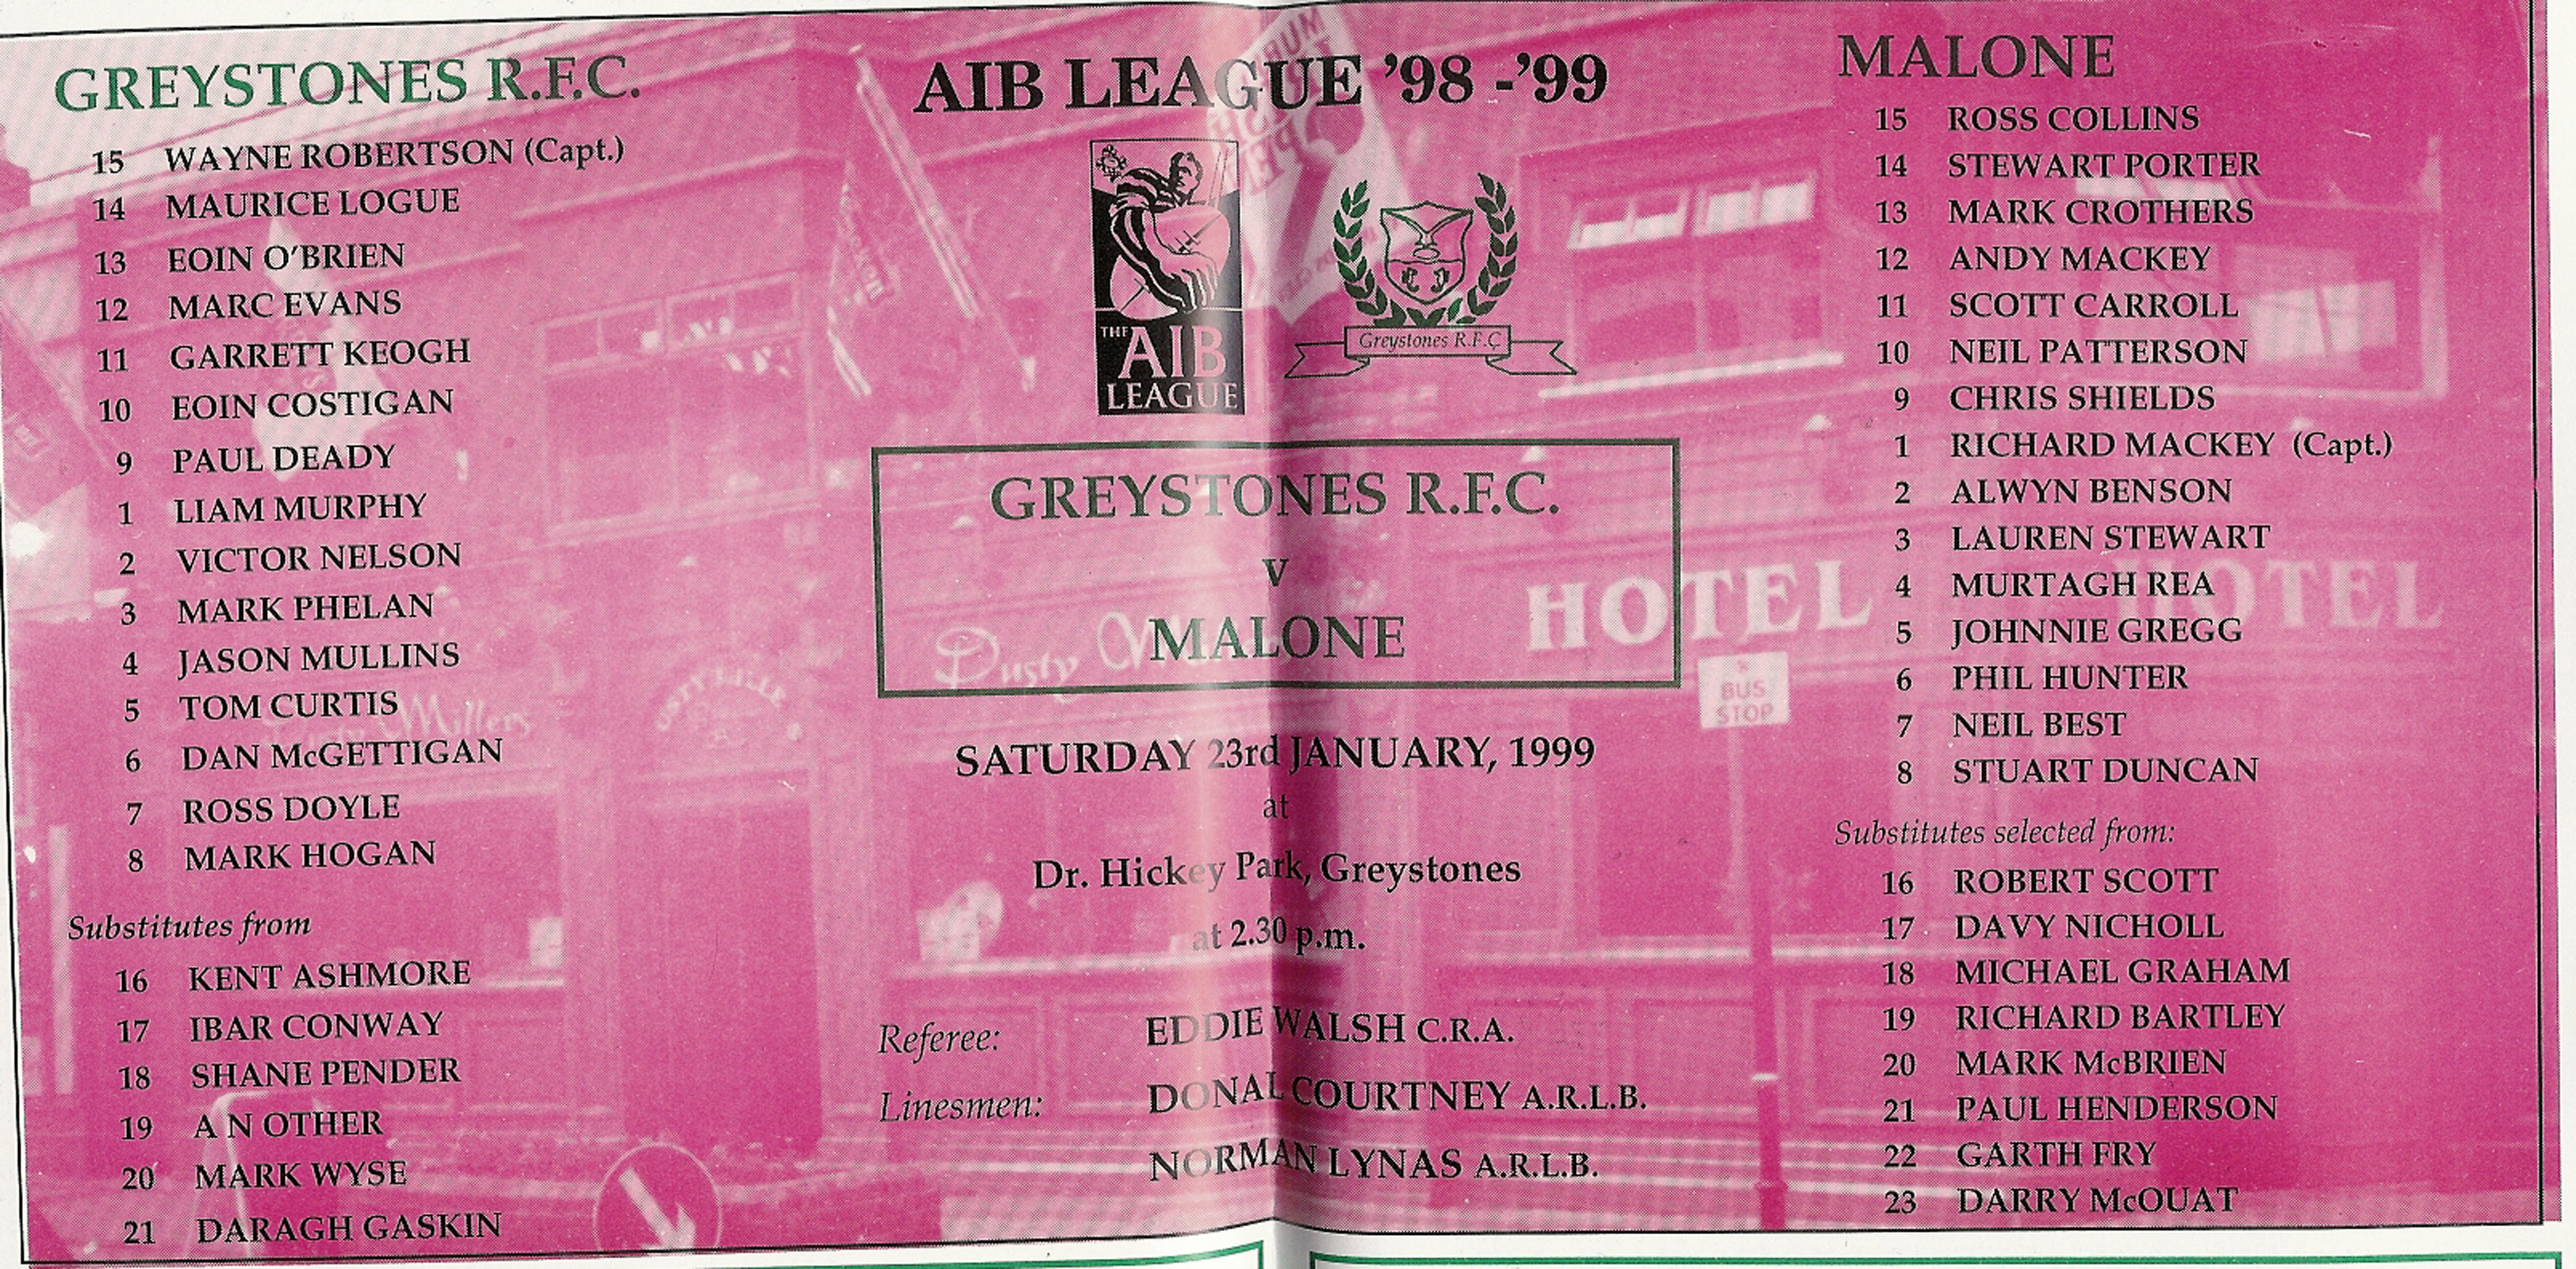 GREYSTONES R.F.C.
15 WAYNE ROBERTSON (Capt.)
14 MAURICE LOGUE
13 EOIN O'BRIEN
12 MARC EVANS
11 GARRETT KEOGH
10 EOIN COSTIGAN
9 PAUL DEADY
1 LIAM MURPHY
2 VICTOR NELSON
3 MARK PHELAN
4 JASON MULLINS
5 TOM CURTIS
6 DAN McGETTIGAN
7 ROSS DOYLE
8 MARK HOGAN
Substitutes from
16 KENT ASHMORE
17 IBAR CONWAY
18 SHANE PENDER
19 A N OTHER
20 MARK WYSE
21 DARAGH GASKIN
AIB LEAGUE '98 -'99
THE
AIB
LEAGUE
Greystones R.F.C
GREYSTONES R.F.C.
v
MALONE
SATURDAY 23rd JANUARY, 1999
at
Dr. Hickey Park, Greystones
at 2.30 p.m.
Referee: EDDIE WALSH C.R.A.
Linesmen: DONAL COURTNEY A.R.L.B.
NORMAN LYNAS A.R.L.B.
Dusty
HOTEL
BUS
STOP
Millers
HOTEL
MALONE
15 ROSS COLLINS
14 STEWART PORTER
13 MARK CROTHERS
12 ANDY MACKEY
11 SCOTT CARROLL
10 NEIL PATTERSON
9 CHRIS SHIELDS
1 RICHARD MACKEY (Capt.)
2 ALWYN BENSON
3 LAUREN STEWART
4 MURTAGH REA
5 JOHNNIE GREGG
6 PHIL HUNTER
7 NEIL BEST
8 STUART DUNCAN
Substitutes selected from:
16 ROBERT SCOTT
17 DAVY NICHOLL
18 MICHAEL GRAHAM
19 RICHARD BARTLEY
20 MARK McBRIEN
21 PAUL HENDERSON
22 GARTH FRY
23 DARRY McOUAT